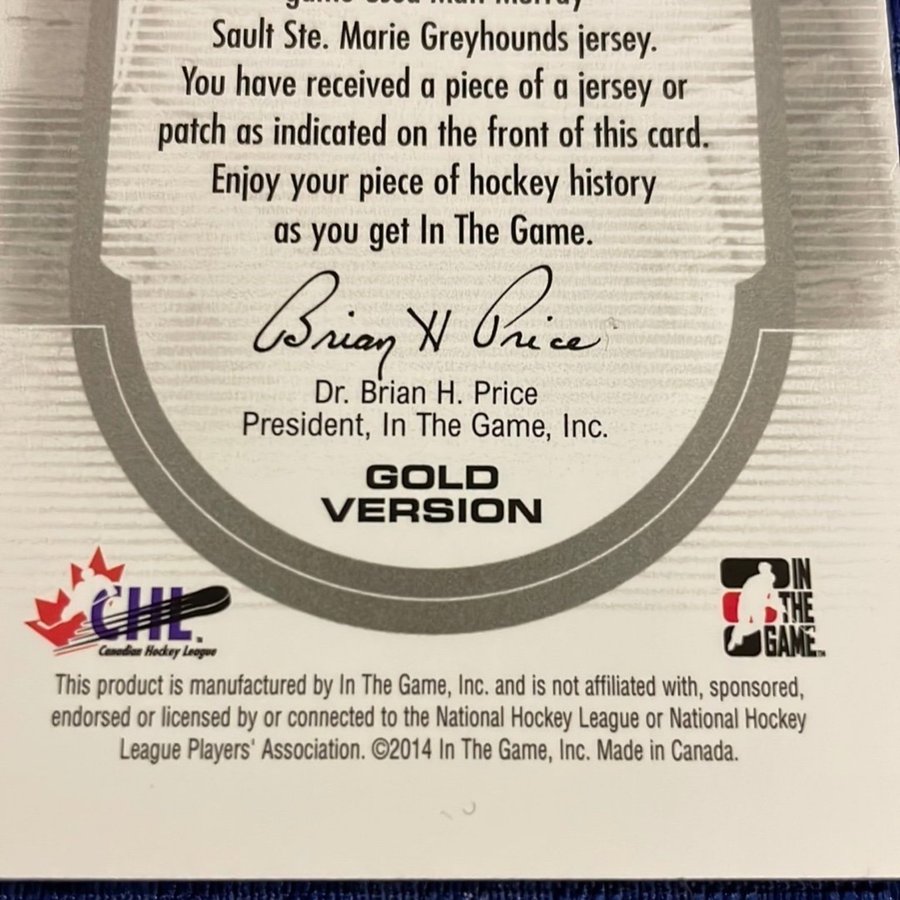 game-used Matt Murray
Sault Ste. Marie Greyhounds jersey.
You have received a piece of a jersey or
patch as indicated on the front of this card.
Enjoy your piece of hockey history
as you get In The Game.
Brian H Price
Dr. Brian H. Price
President, In The Game, Inc.
GOLD
VERSION
CHL
Canadian Hockey League
IN
THE
GAME
This product is manufactured by In The Game, Inc. and is not affiliated with, sponsored,
endorsed or licensed by or connected to the National Hockey League or National Hockey
League Players' Association. ©2014 In The Game, Inc. Made in Canada.